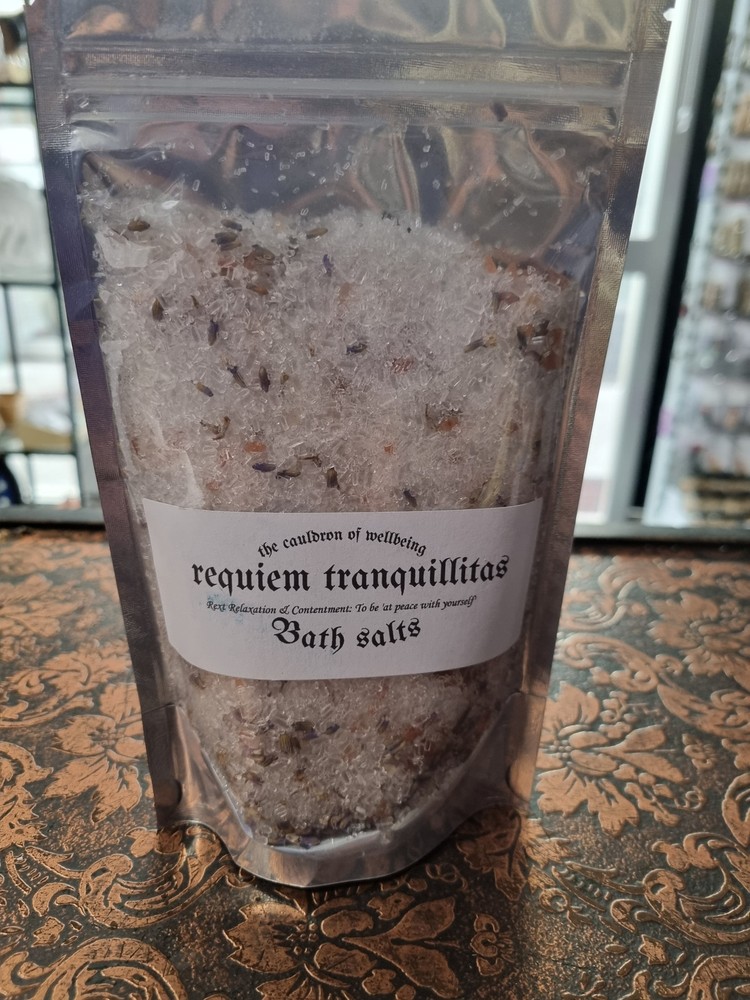 the cauldron of wellbeing
requiem tranquillitas
Rest Relaxation & Contentment: To be 'at peace with yourself'
Bath salts